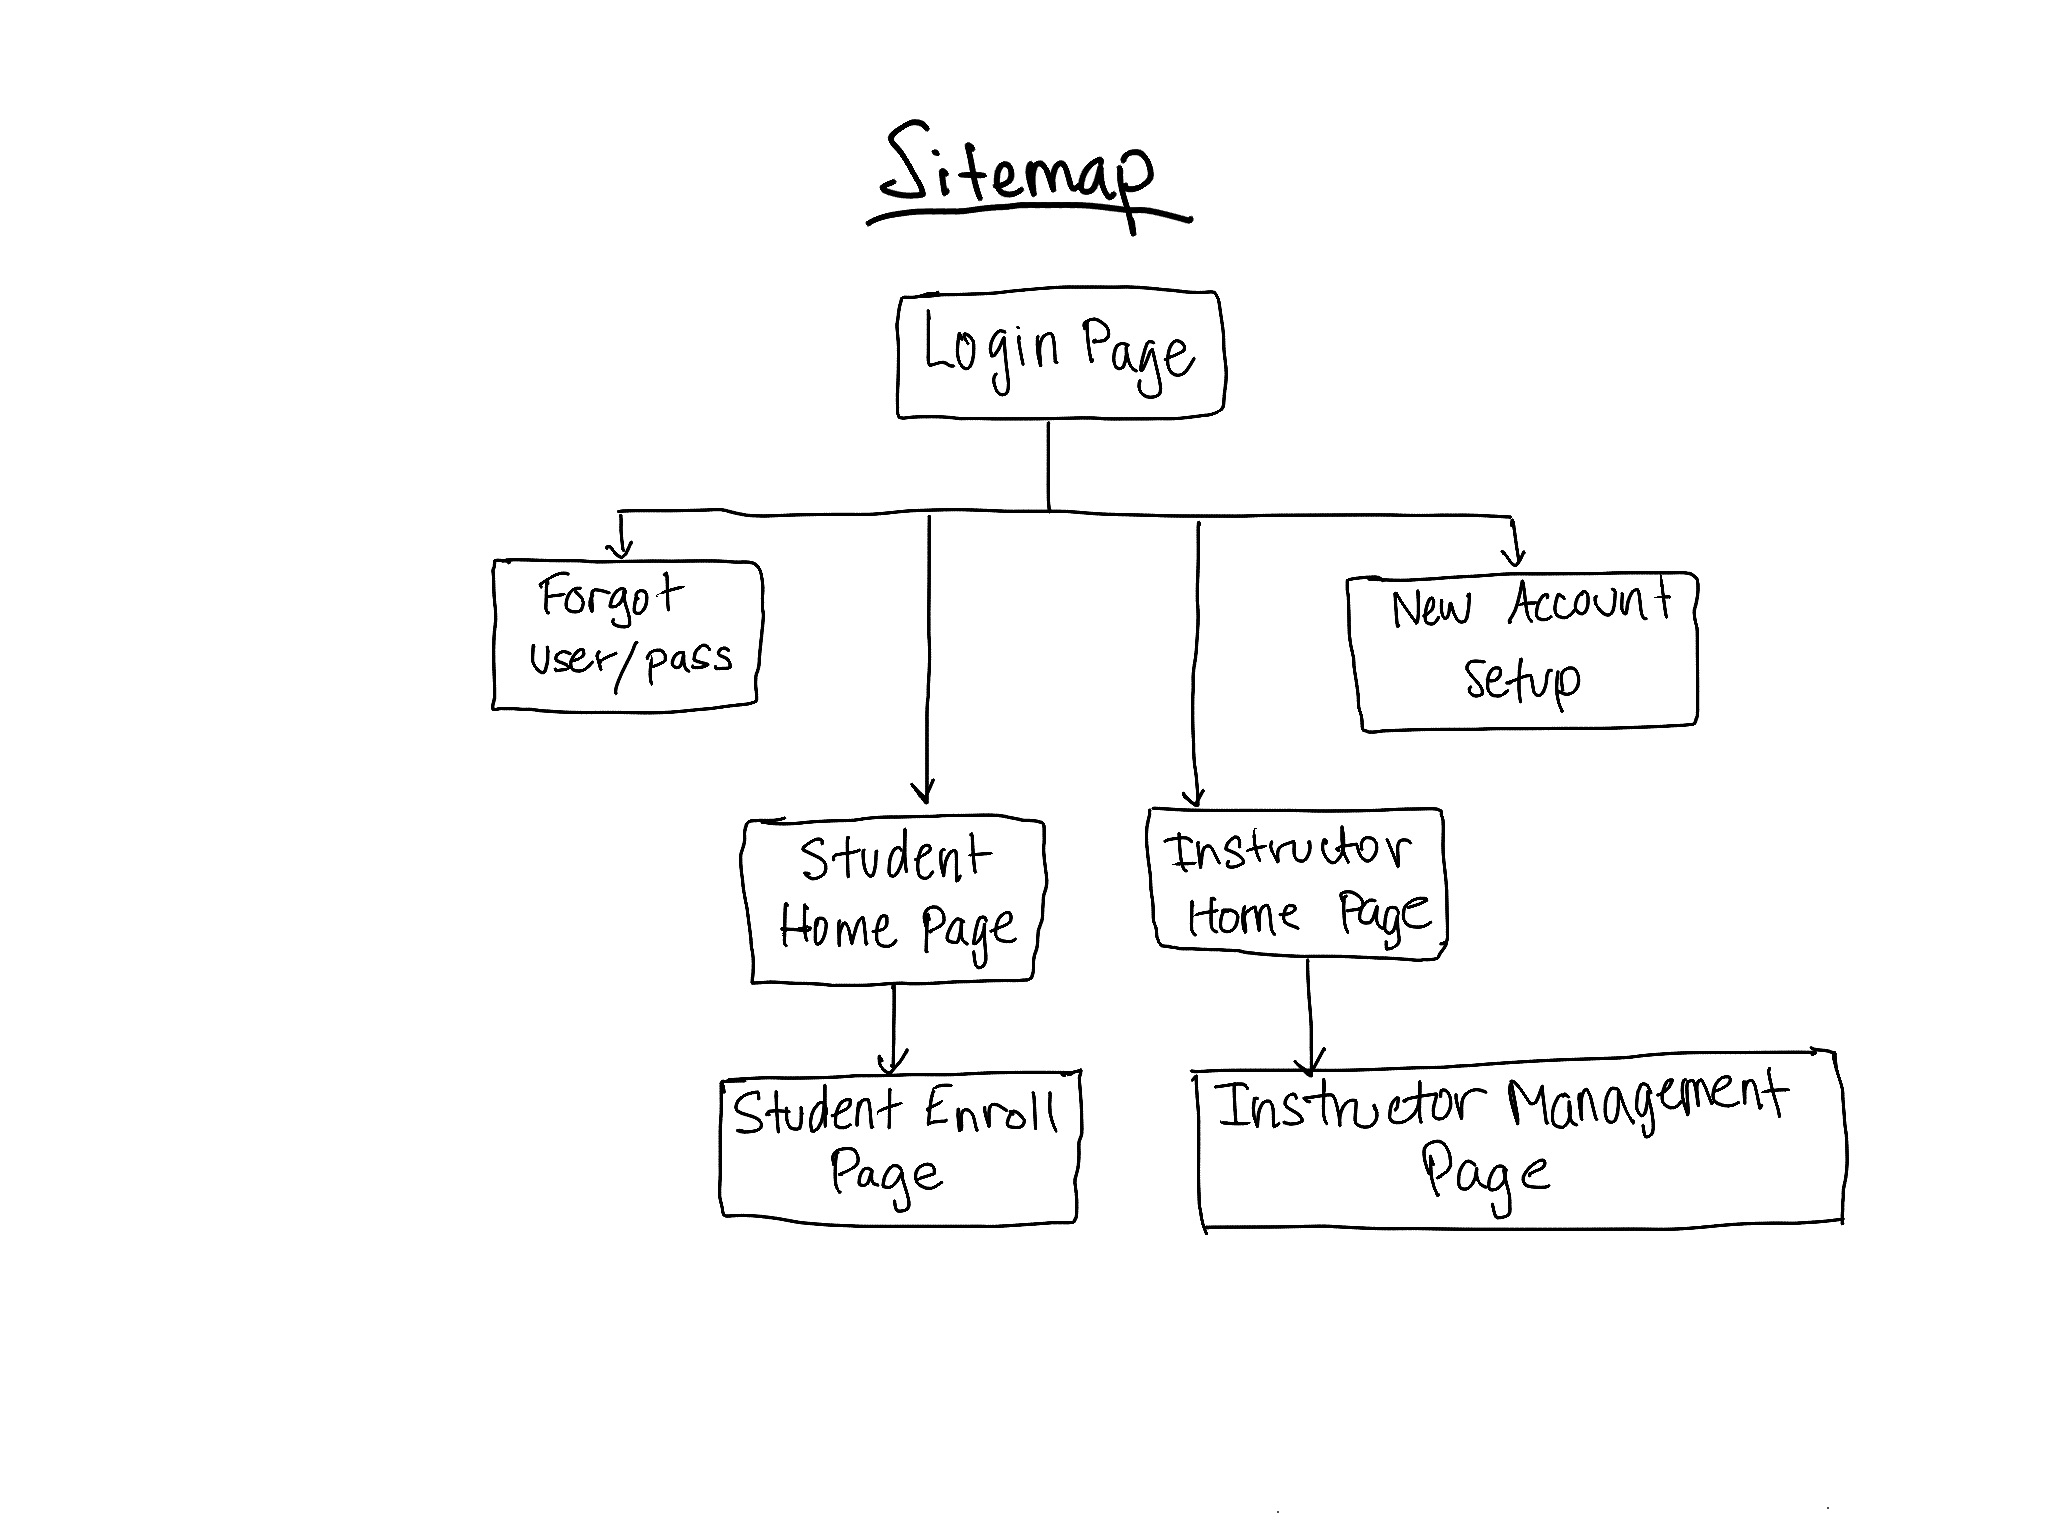 Sitemap
Login Page
Forgot
user/pass
New Account
Setup
Student
Home Page
Instructor
Home Page
Student Enroll
Page
Instructor Management
Page